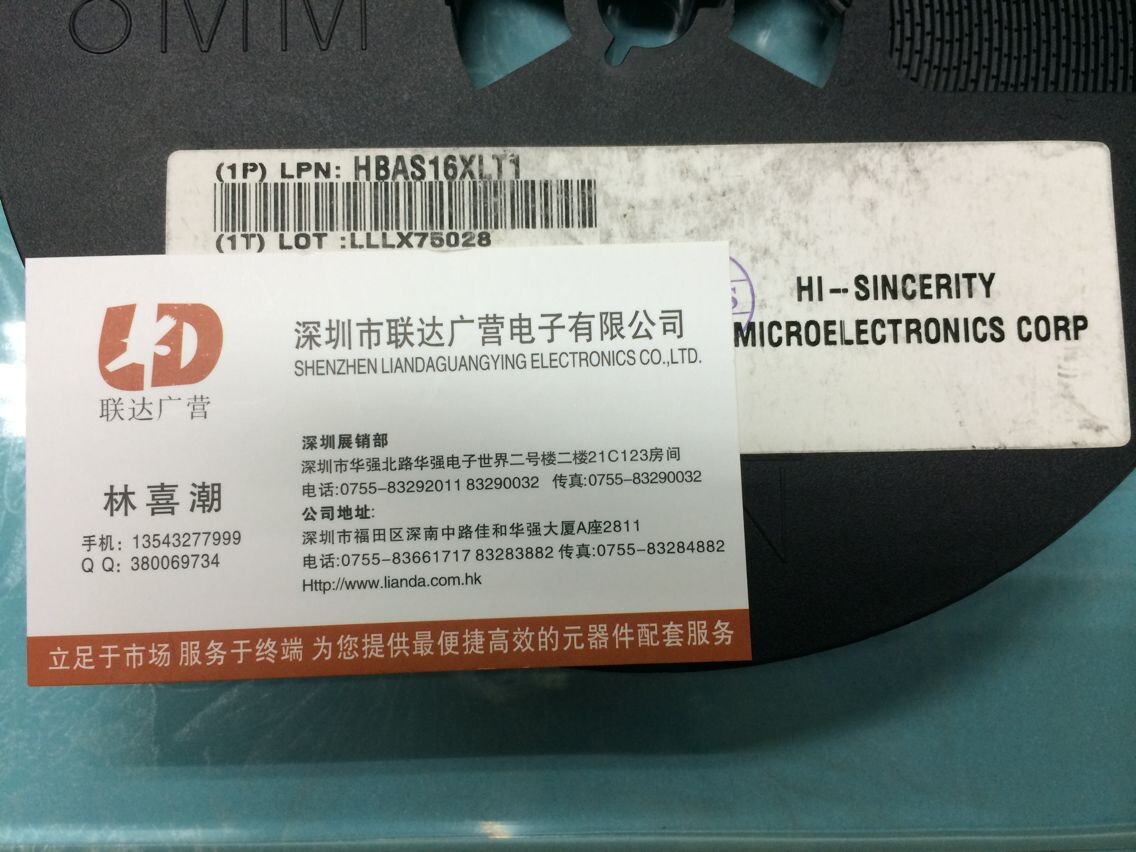 8MM
(1P) LPN: HBAS16XLT1
(1T) LOT :LLLX75028
HI--SINCERITY
MICROELECTRONICS CORP
LD
联达广营
深圳市联达广营电子有限公司
SHENZHEN LIANDAGUANGYING ELECTRONICS CO.,LTD.
林喜潮
手机：13543277999
Q Q：380069734
深圳展销部
深圳市华强北路华强电子世界二号楼二楼21C123房间
电话:0755-83292011 83290032 传真:0755-83290032
公司地址:
深圳市福田区深南中路佳和华强大厦A座2811
电话:0755-83661717 83283882 传真:0755-83284882
Http://www.lianda.com.hk
立足于市场 服务于终端 为您提供最便捷高效的元器件配套服务